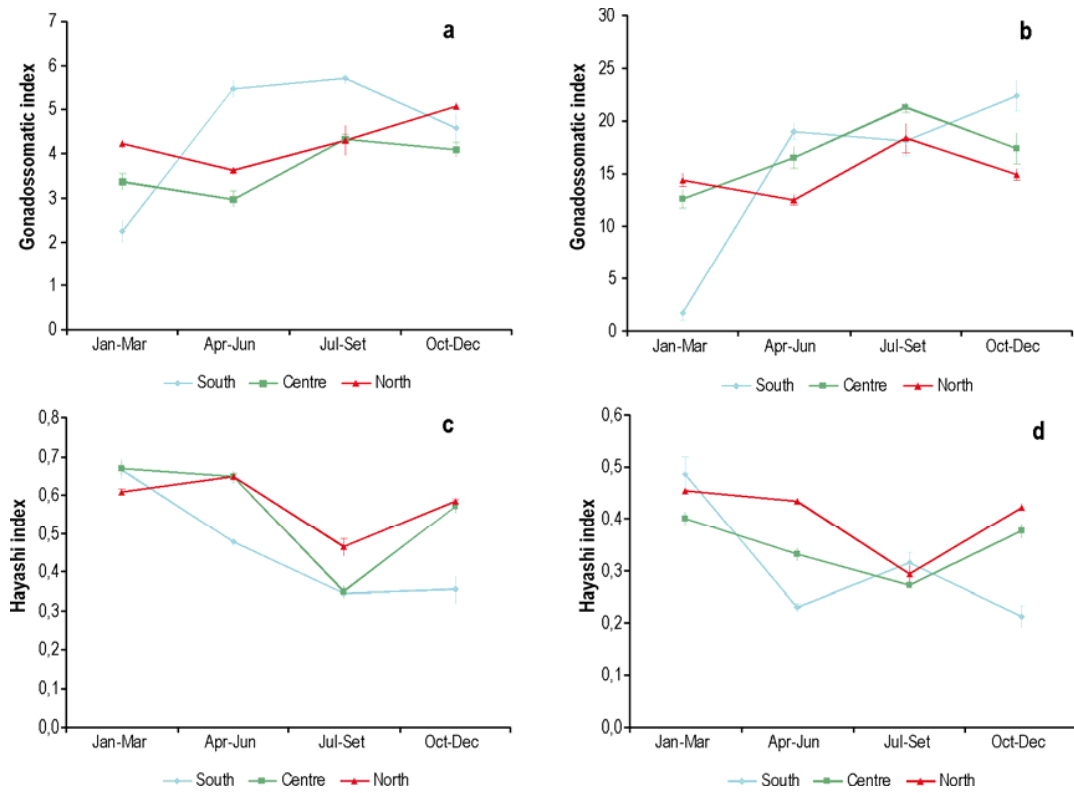 a
Gonadossomatic index
7
6
5
4
3
2
1
0
Jan-Mar Apr-Jun Jul-Set Oct-Dec
South Centre North
b
Gonadossomatic index
30
25
20
15
10
5
0
Jan-Mar Apr-Jun Jul-Set Oct-Dec
South Centre North
c
Hayashi index
0,8
0,7
0,6
0,5
0,4
0,3
0,2
0,1
0,0
Jan-Mar Apr-Jun Jul-Set Oct-Dec
South Centre North
d
Hayashi index
0,6
0,5
0,4
0,3
0,2
0,1
0,0
Jan-Mar Apr-Jun Jul-Set Oct-Dec
South Centre North